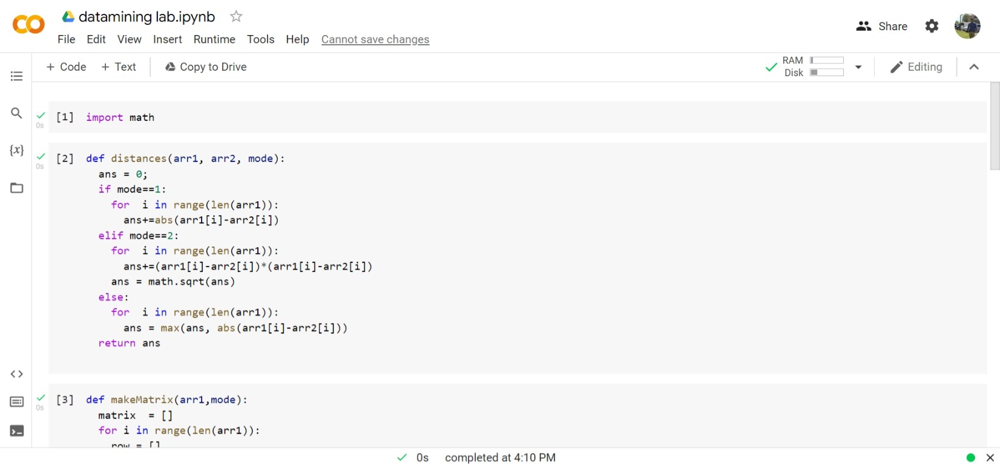 datamining lab.ipynb
File Edit View Insert Runtime Tools Help Cannot save changes
Share
+ Code + Text Copy to Drive
RAM
Disk
Editing
[1] import math
0s
[2] def distances(arr1, arr2, mode):
0s
ans = 0;
if mode==1:
for  i in range(len(arr1)):
ans+=abs(arr1[i]-arr2[i])
elif mode==2:
for  i in range(len(arr1)):
ans+=(arr1[i]-arr2[i])*(arr1[i]-arr2[i])
ans = math.sqrt(ans)
else:
for  i in range(len(arr1)):
ans = max(ans, abs(arr1[i]-arr2[i]))
return ans
[3] def makeMatrix(arr1,mode):
0s
matrix  = []
for i in range(len(arr1)):
row = []
0s completed at 4:10 PM
{x}